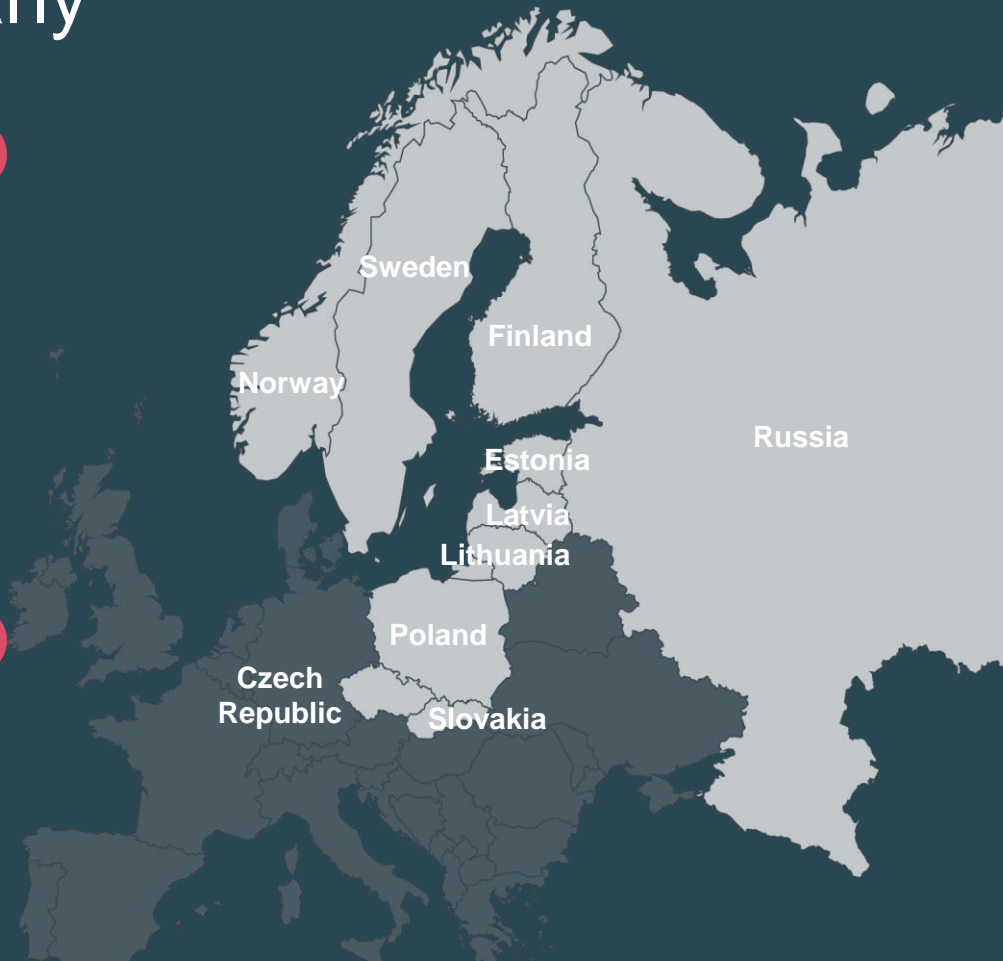 Sweden
Finland
Norway
Russia
Estonia
Latvia
Lithuania
Poland
Czech
Republic
Slovakia